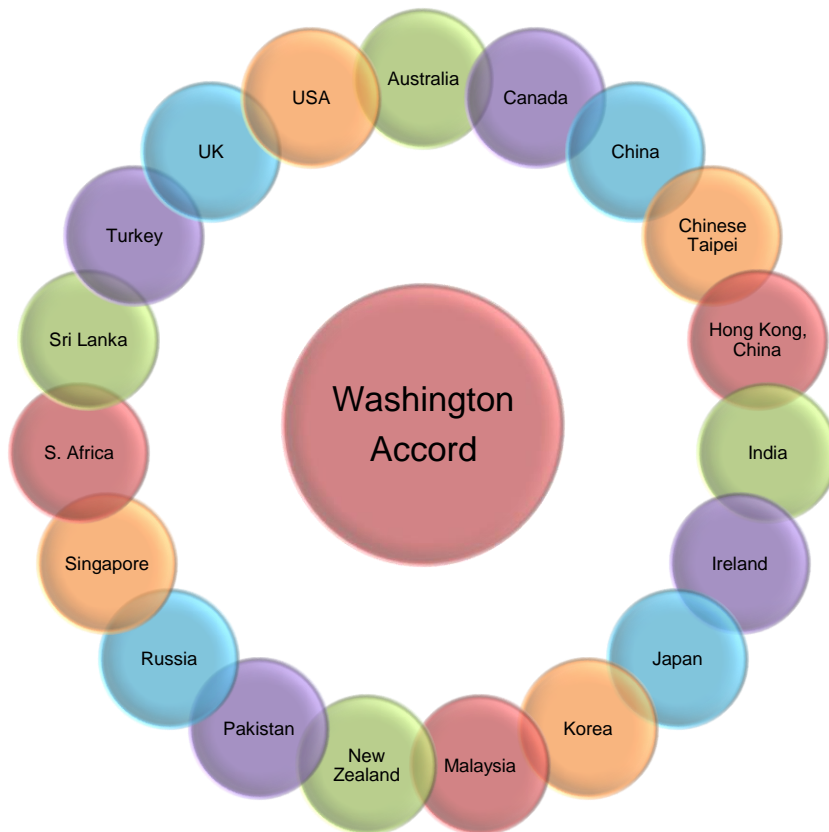 Washington
Accord
Australia
Canada
China
Chinese
Taipei
Hong Kong,
China
India
Ireland
Japan
Korea
Malaysia
New
Zealand
Pakistan
Russia
Singapore
S. Africa
Sri Lanka
Turkey
UK
USA